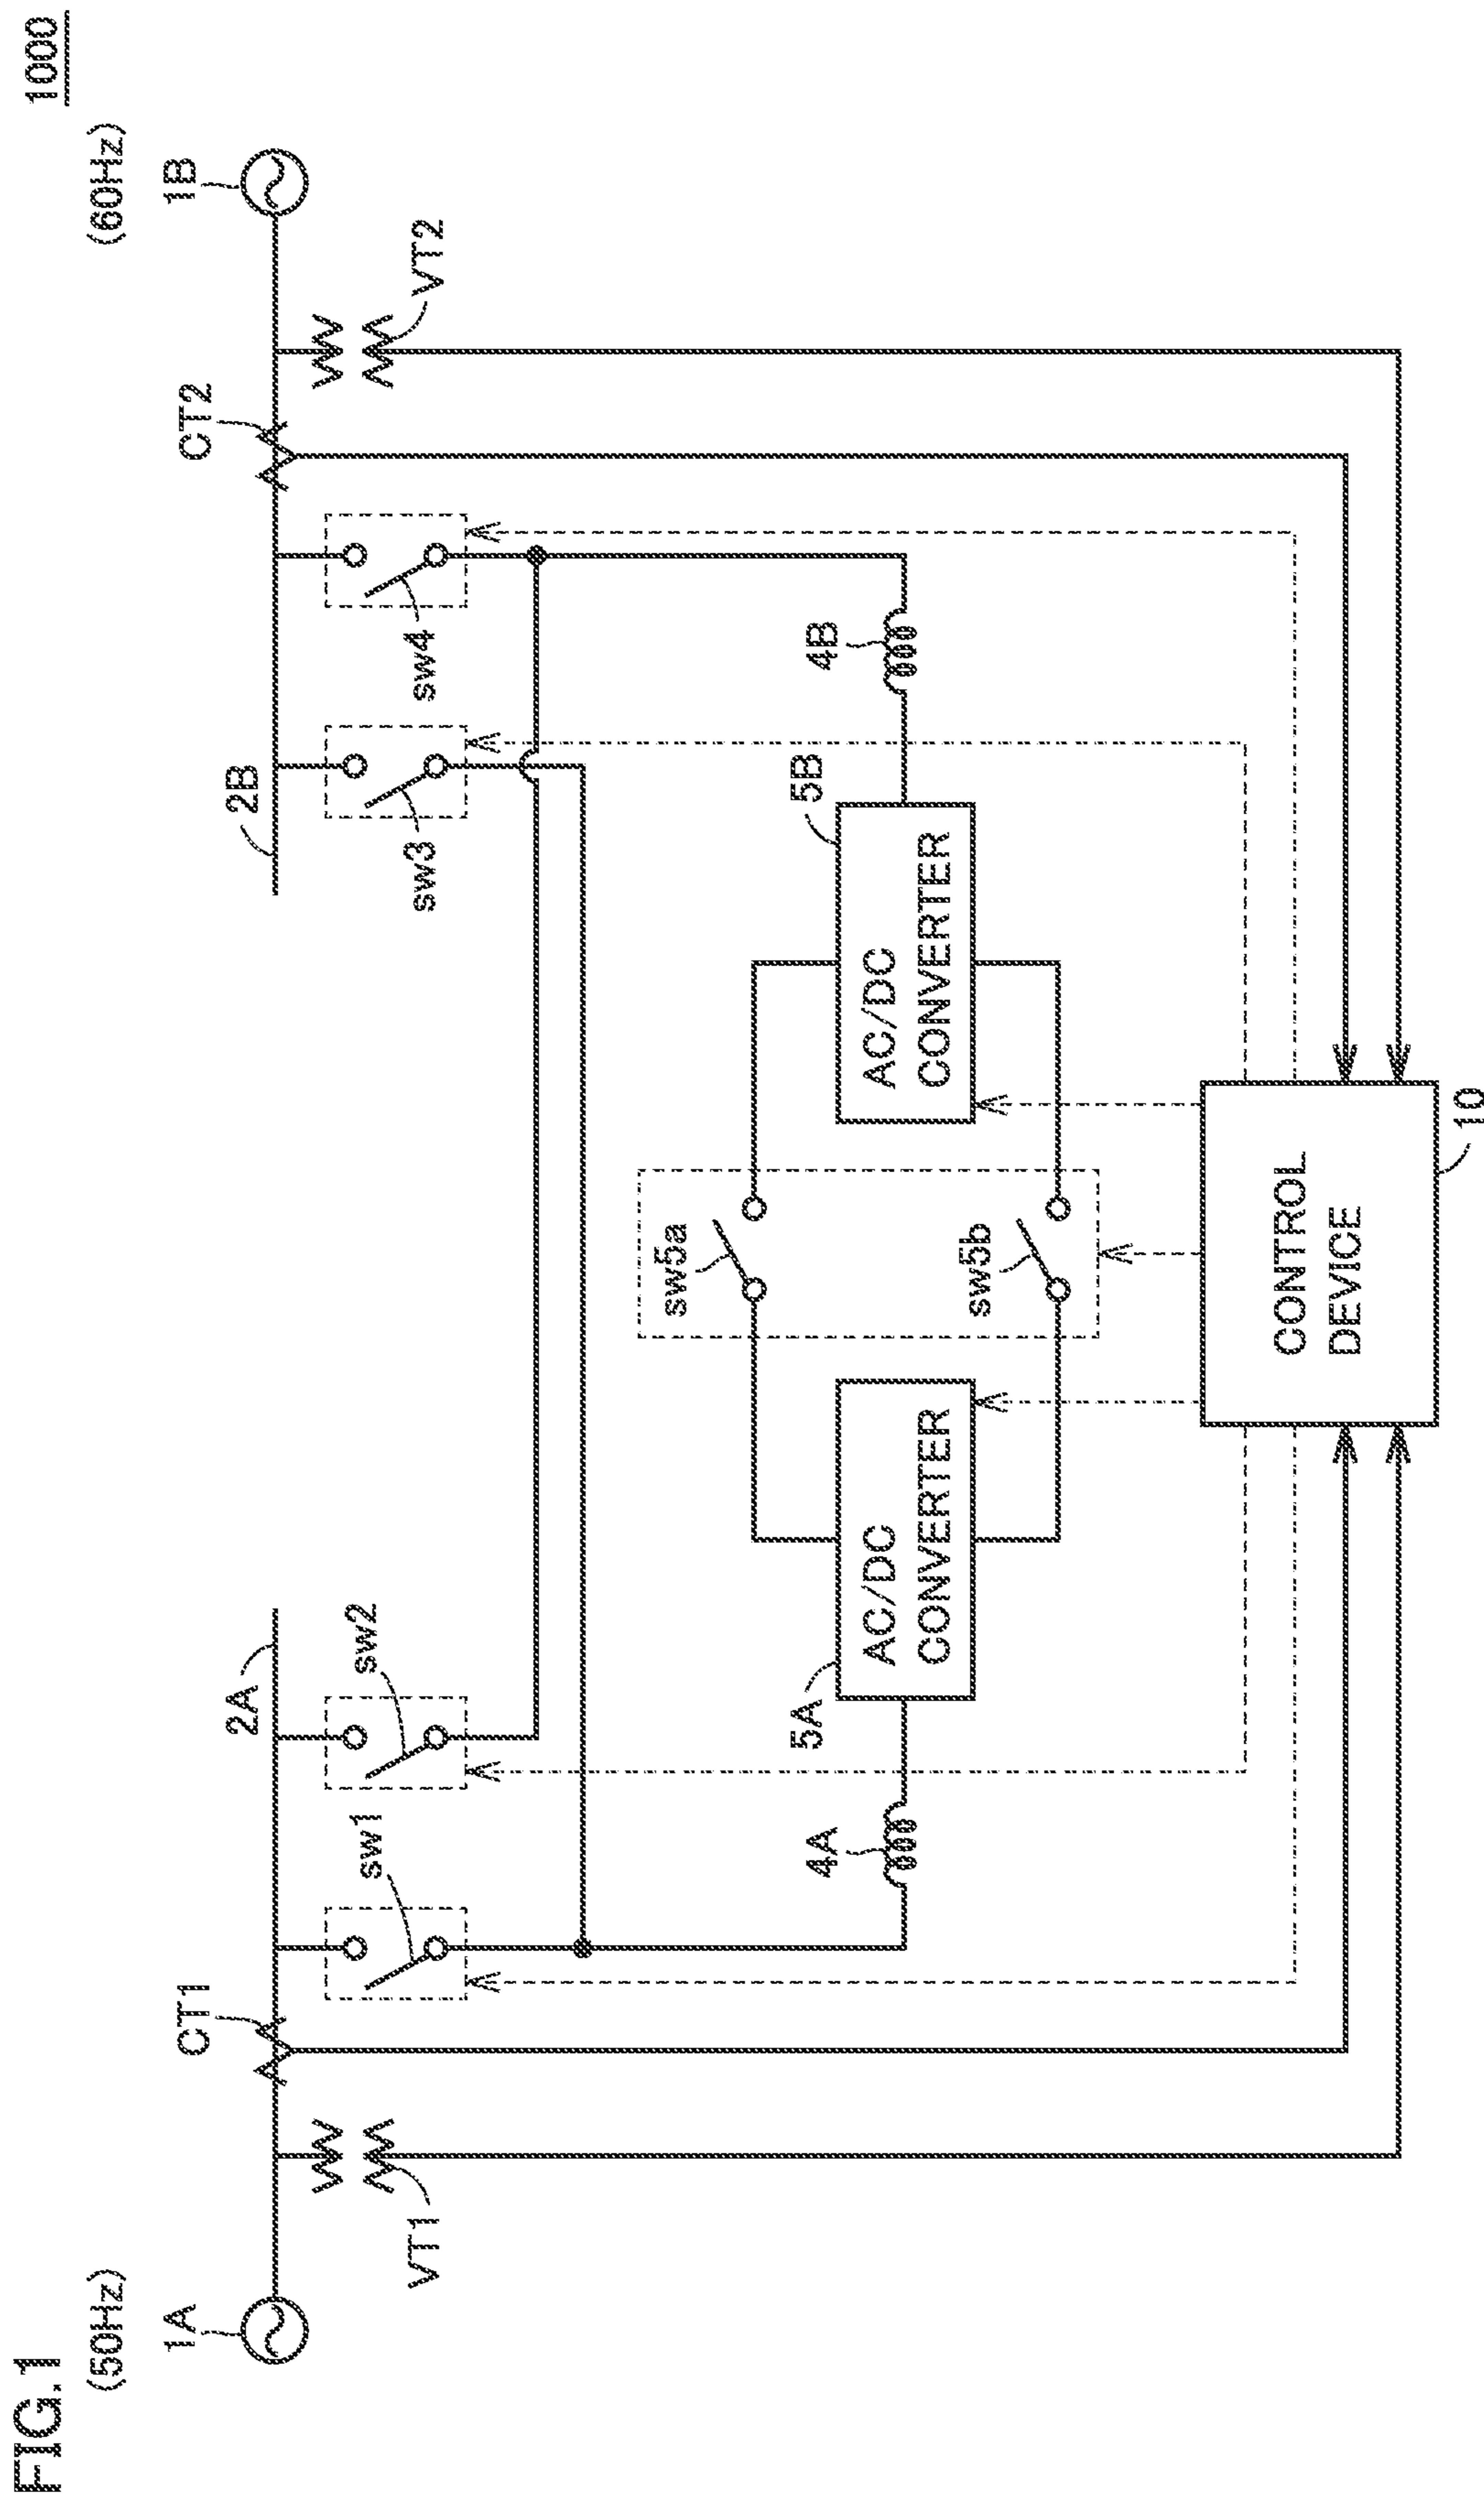 FIG.1
1000
(50Hz)
(60Hz)
1A
CT1
CT2
1B
2A
2B
VT1
sw1
sw2
sw3
sw4
VT2
sw5a
4A
5A
5B
4B
AC/DC
CONVERTER
AC/DC
CONVERTER
sw5b
CONTROL
DEVICE
10